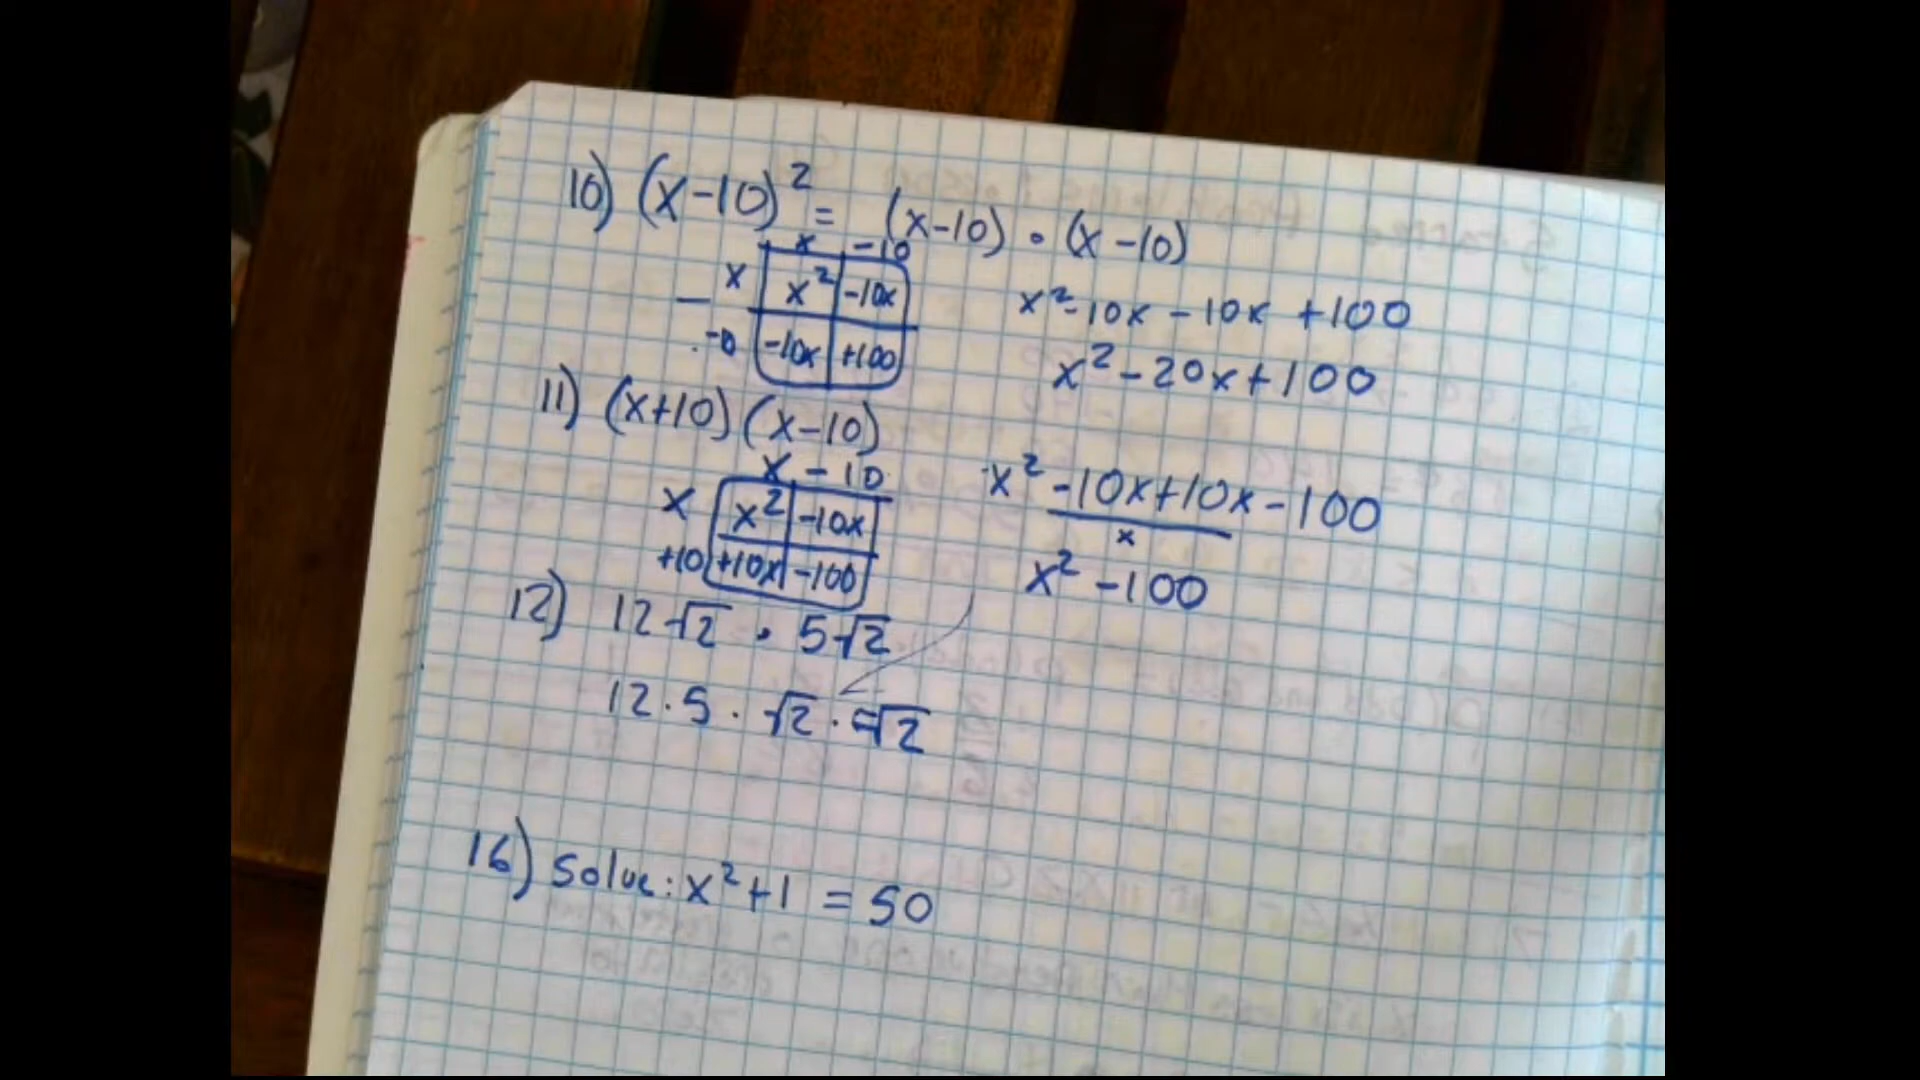 10) (x-10)² = (x-10) • (x-10)
x -10
x x² -10x
-0 -10x +100
x²-10x-10x+100
x²-20x+100
11) (x+10)(x-10)
x -10
x x² -10x
+10 +10x -100
x²-10x+10x-100
x
x²-100
12) 12√2 • 5√2
12·5·√2·√2
16) Solve: x²+1 = 50